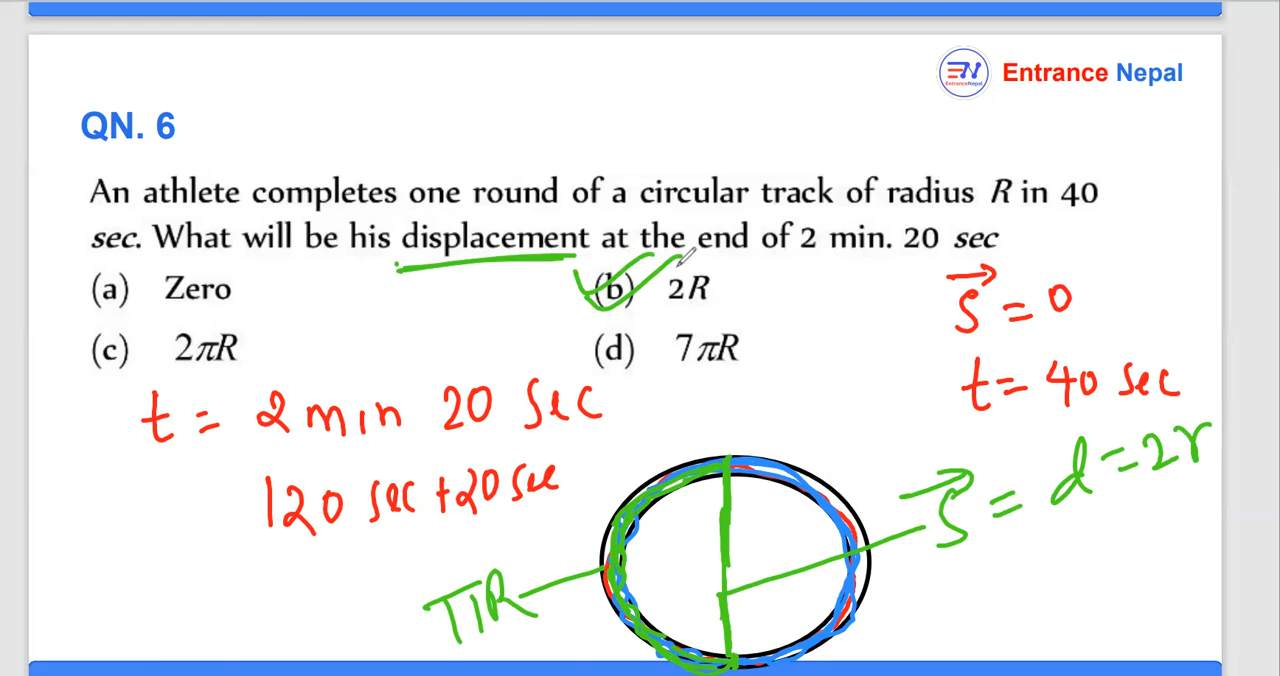 EN
EntranceNepal
Entrance Nepal
QN. 6
An athlete completes one round of a circular track of radius R in 40
sec. What will be his displacement at the end of 2 min. 20 sec
(a) Zero
(b) 2R
(c) 2πR
(d) 7πR
S = 0
t = 40 sec
t = 2 min 20 sec
120 sec + 20 sec
πR
S = d = 2r